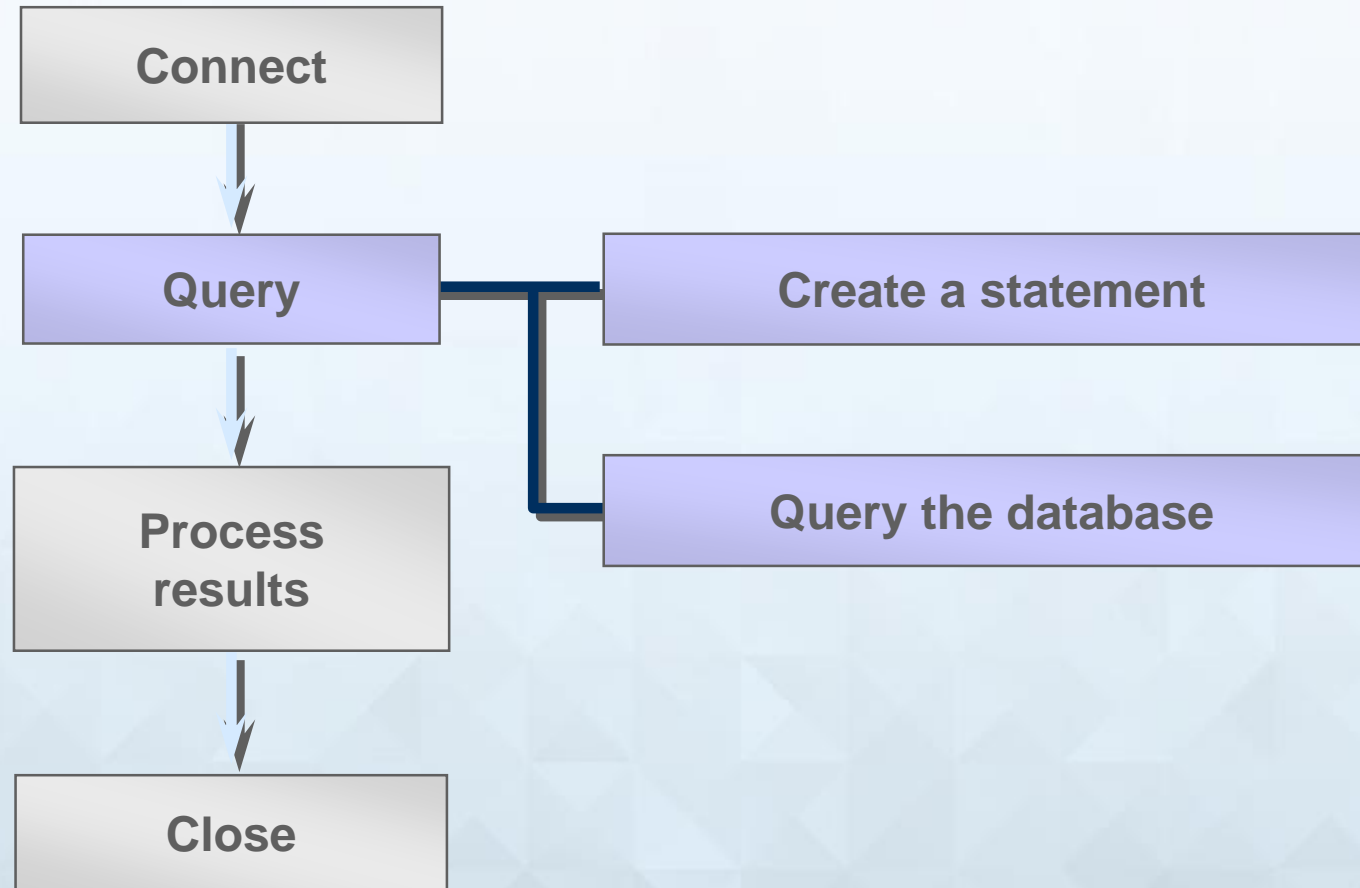 Connect
Query
Create a statement
Query the database
Process
results
Close